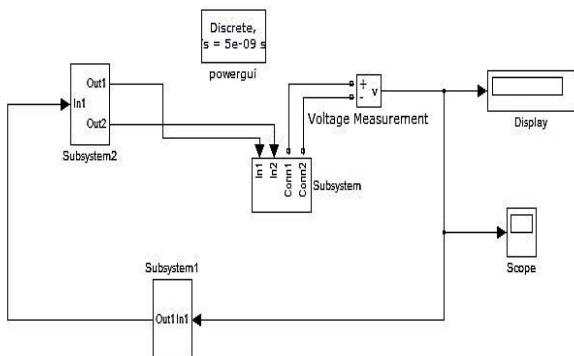 Discrete,
s = 5e-09 s
powergui
Out1
In1
Out2
Subsystem2
+
-
v
Voltage Measurement
Display
In1
In2
Conn1
Conn2
Subsystem
Scope
Subsystem1
Out1
In1